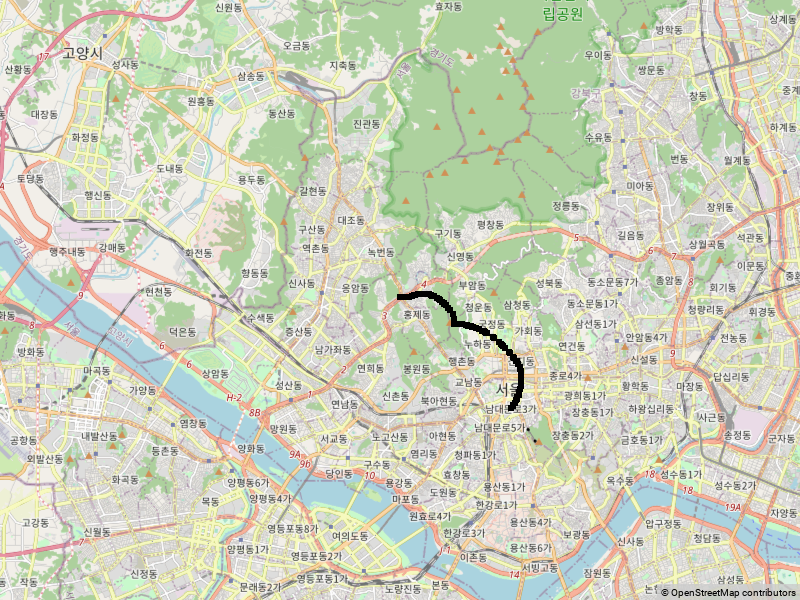 신원동
효자동
립공원
고양시
오금동
방학동
삼계동
성사동
지축동
경기도
우이동
산황동
삼송동
서울
쌍문동
중계동
원흥동
강북구
창동
대장동
동산동
진관동
하계동
화정동
수유동
도내동
번동
월계동
토당동
용두동
갈현동
미아동
행신동
정릉동
장위동
구산동
대조동
평창동
구기동
길음동
석관동
행주내동
강매동
화전동
역촌동
녹번동
신명동
상월곡동
향동동
이문동
신사동
응암동
부암동
성북동
동소문동7가
종암동
회기동
현천동
4
청운동
삼청동
동소문동1가
청량리동
휘경동
수색동
3
홍제동
가회동
삼선동1가
덕은동
증산동
안암동4가
전농동
방화동
남가좌동
누하동
연건동
신설동
상암동
2
연희동
봉원동
행촌동
답십리동
마곡동
가양동
성산동
교남동
종로4가
황학동
마장동
H-2
1
신촌동
서울
광희동1가
내발산동
염창동
8B
망원동
연남동
북아현동
남대문로3가
장충동1가
하왕십리동
사근동
공항동
서교동
노고산동
아현동
남대문로5가
장충동2가
금호동1가
송정동
군자동
외발산동
등촌동
양화동
9A
9b
염리동
청파동
화곡동
당인동
구수동
효창동
옥수동
18
성수동1가
성수동2가
목동
양평동6가
10
용강동
도원동
용산동1가
마포동
19A
자양동
고강동
신월동
신정동
양평동1가
영등포동8가
여의도동
원효로4가
한강로1가
용산동4가
보광동
압구정동
청담동
영등포동2가
한강로3가
용산동6가
신사동
삼성동
작동
문래동2가
영등포동1가
노량진동
본동
이촌동
11
14
서빙고동
잠원동
© OpenStreetMap contributors